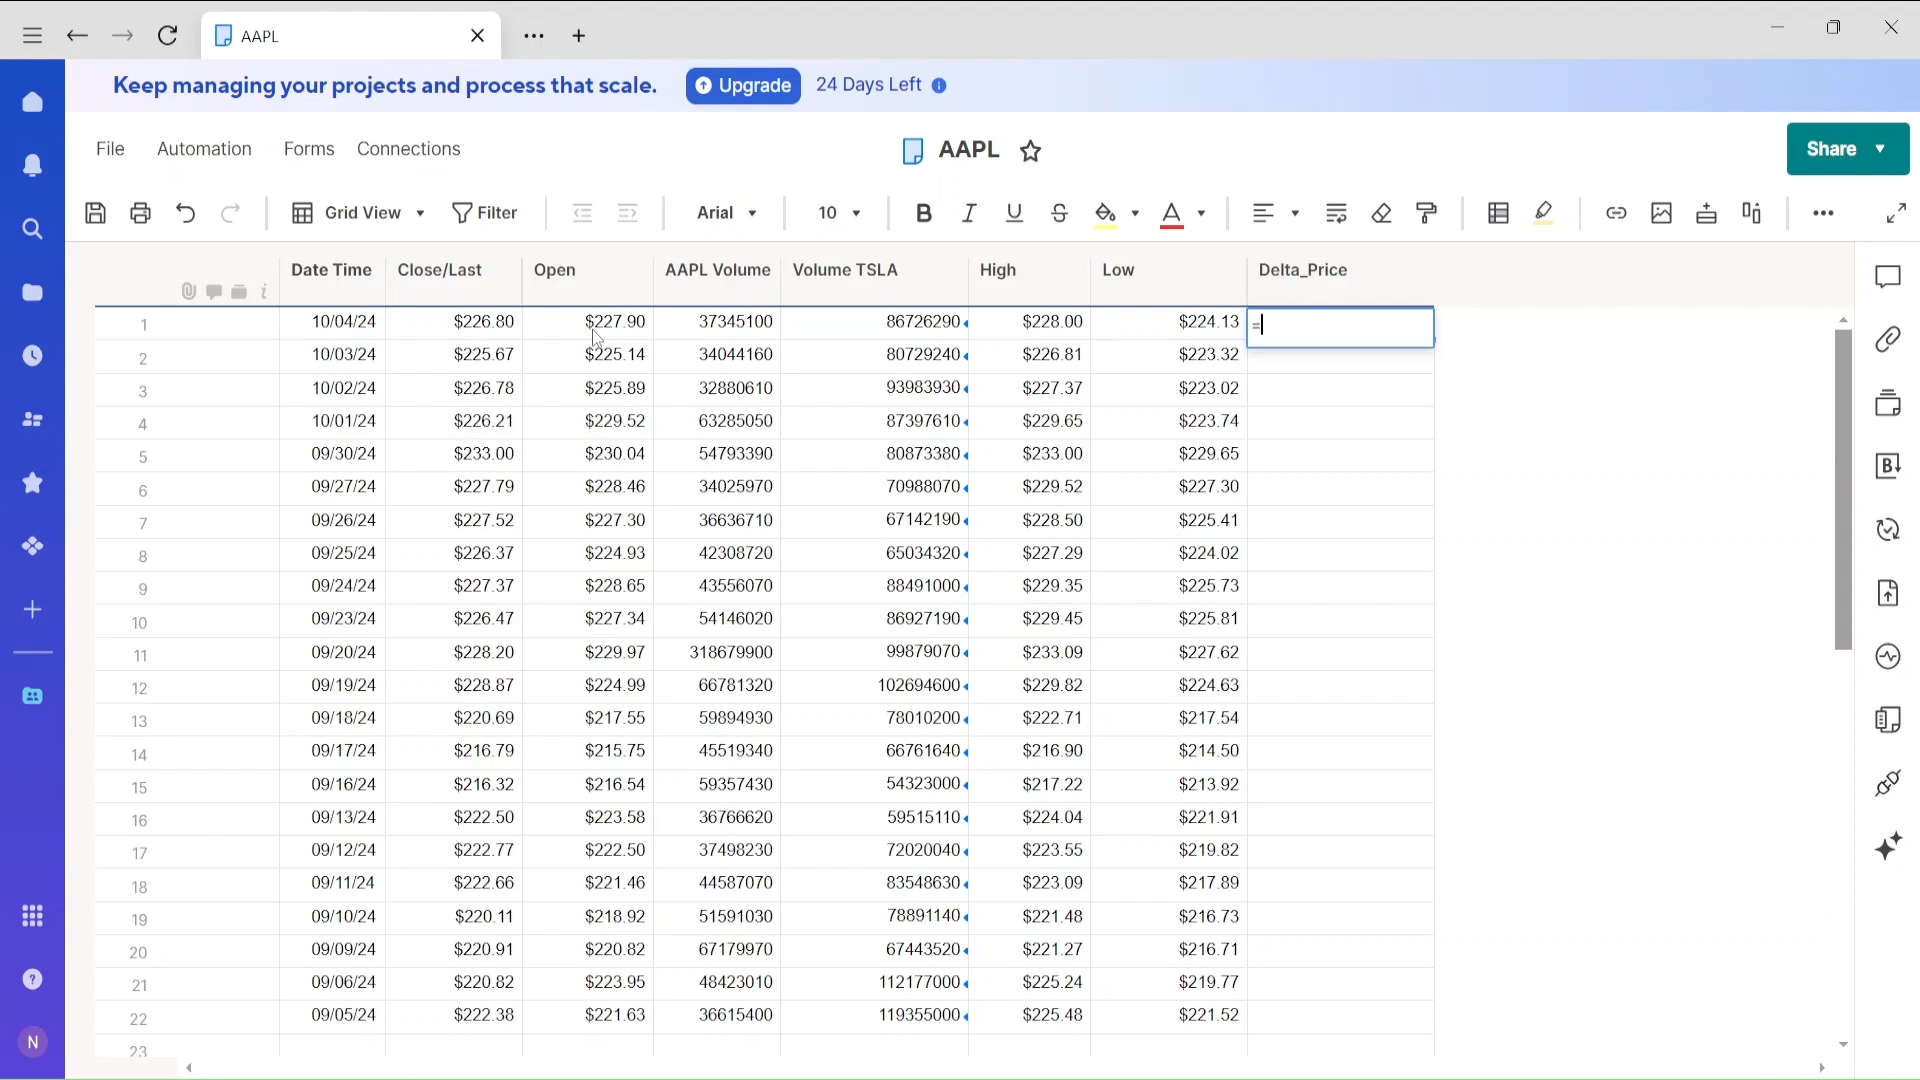 AAPL
Keep managing your projects and process that scale. Upgrade 24 Days Left
File Automation Forms Connections
AAPL
Share
Grid View Filter Arial 10 B I U S A
Date Time Close/Last Open AAPL Volume Volume TSLA High Low Delta_Price
1 10/04/24 $226.80 $227.90 37345100 86726290 $228.00 $224.13 =
2 10/03/24 $225.67 $225.14 34044160 80729240 $226.81 $223.32
3 10/02/24 $226.78 $225.89 32880610 93983930 $227.37 $223.02
4 10/01/24 $226.21 $229.52 63285050 87397610 $229.65 $223.74
5 09/30/24 $233.00 $230.04 54793390 80873380 $233.00 $229.65
6 09/27/24 $227.79 $228.46 34025970 70988070 $229.52 $227.30
7 09/26/24 $227.52 $227.30 36636710 67142190 $228.50 $225.41
8 09/25/24 $226.37 $224.93 42308720 65034320 $227.29 $224.02
9 09/24/24 $227.37 $228.65 43556070 88491000 $229.35 $225.73
10 09/23/24 $226.47 $227.34 54146020 86927190 $229.45 $225.81
11 09/20/24 $228.20 $229.97 318679900 99879070 $233.09 $227.62
12 09/19/24 $228.87 $224.99 66781320 102694600 $229.82 $224.63
13 09/18/24 $220.69 $217.55 59894930 78010200 $222.71 $217.54
14 09/17/24 $216.79 $215.75 45519340 66761640 $216.90 $214.50
15 09/16/24 $216.32 $216.54 59357430 54323000 $217.22 $213.92
16 09/13/24 $222.50 $223.58 36766620 59515110 $224.04 $221.91
17 09/12/24 $222.77 $222.50 37498230 72020040 $223.55 $219.82
18 09/11/24 $222.66 $221.46 44587070 83548630 $223.09 $217.89
19 09/10/24 $220.11 $218.92 51591030 78891140 $221.48 $216.73
20 09/09/24 $220.91 $220.82 67179970 67443520 $221.27 $216.71
21 09/06/24 $220.82 $223.95 48423010 112177000 $225.24 $219.77
22 09/05/24 $222.38 $221.63 36615400 119355000 $225.48 $221.52
23
N